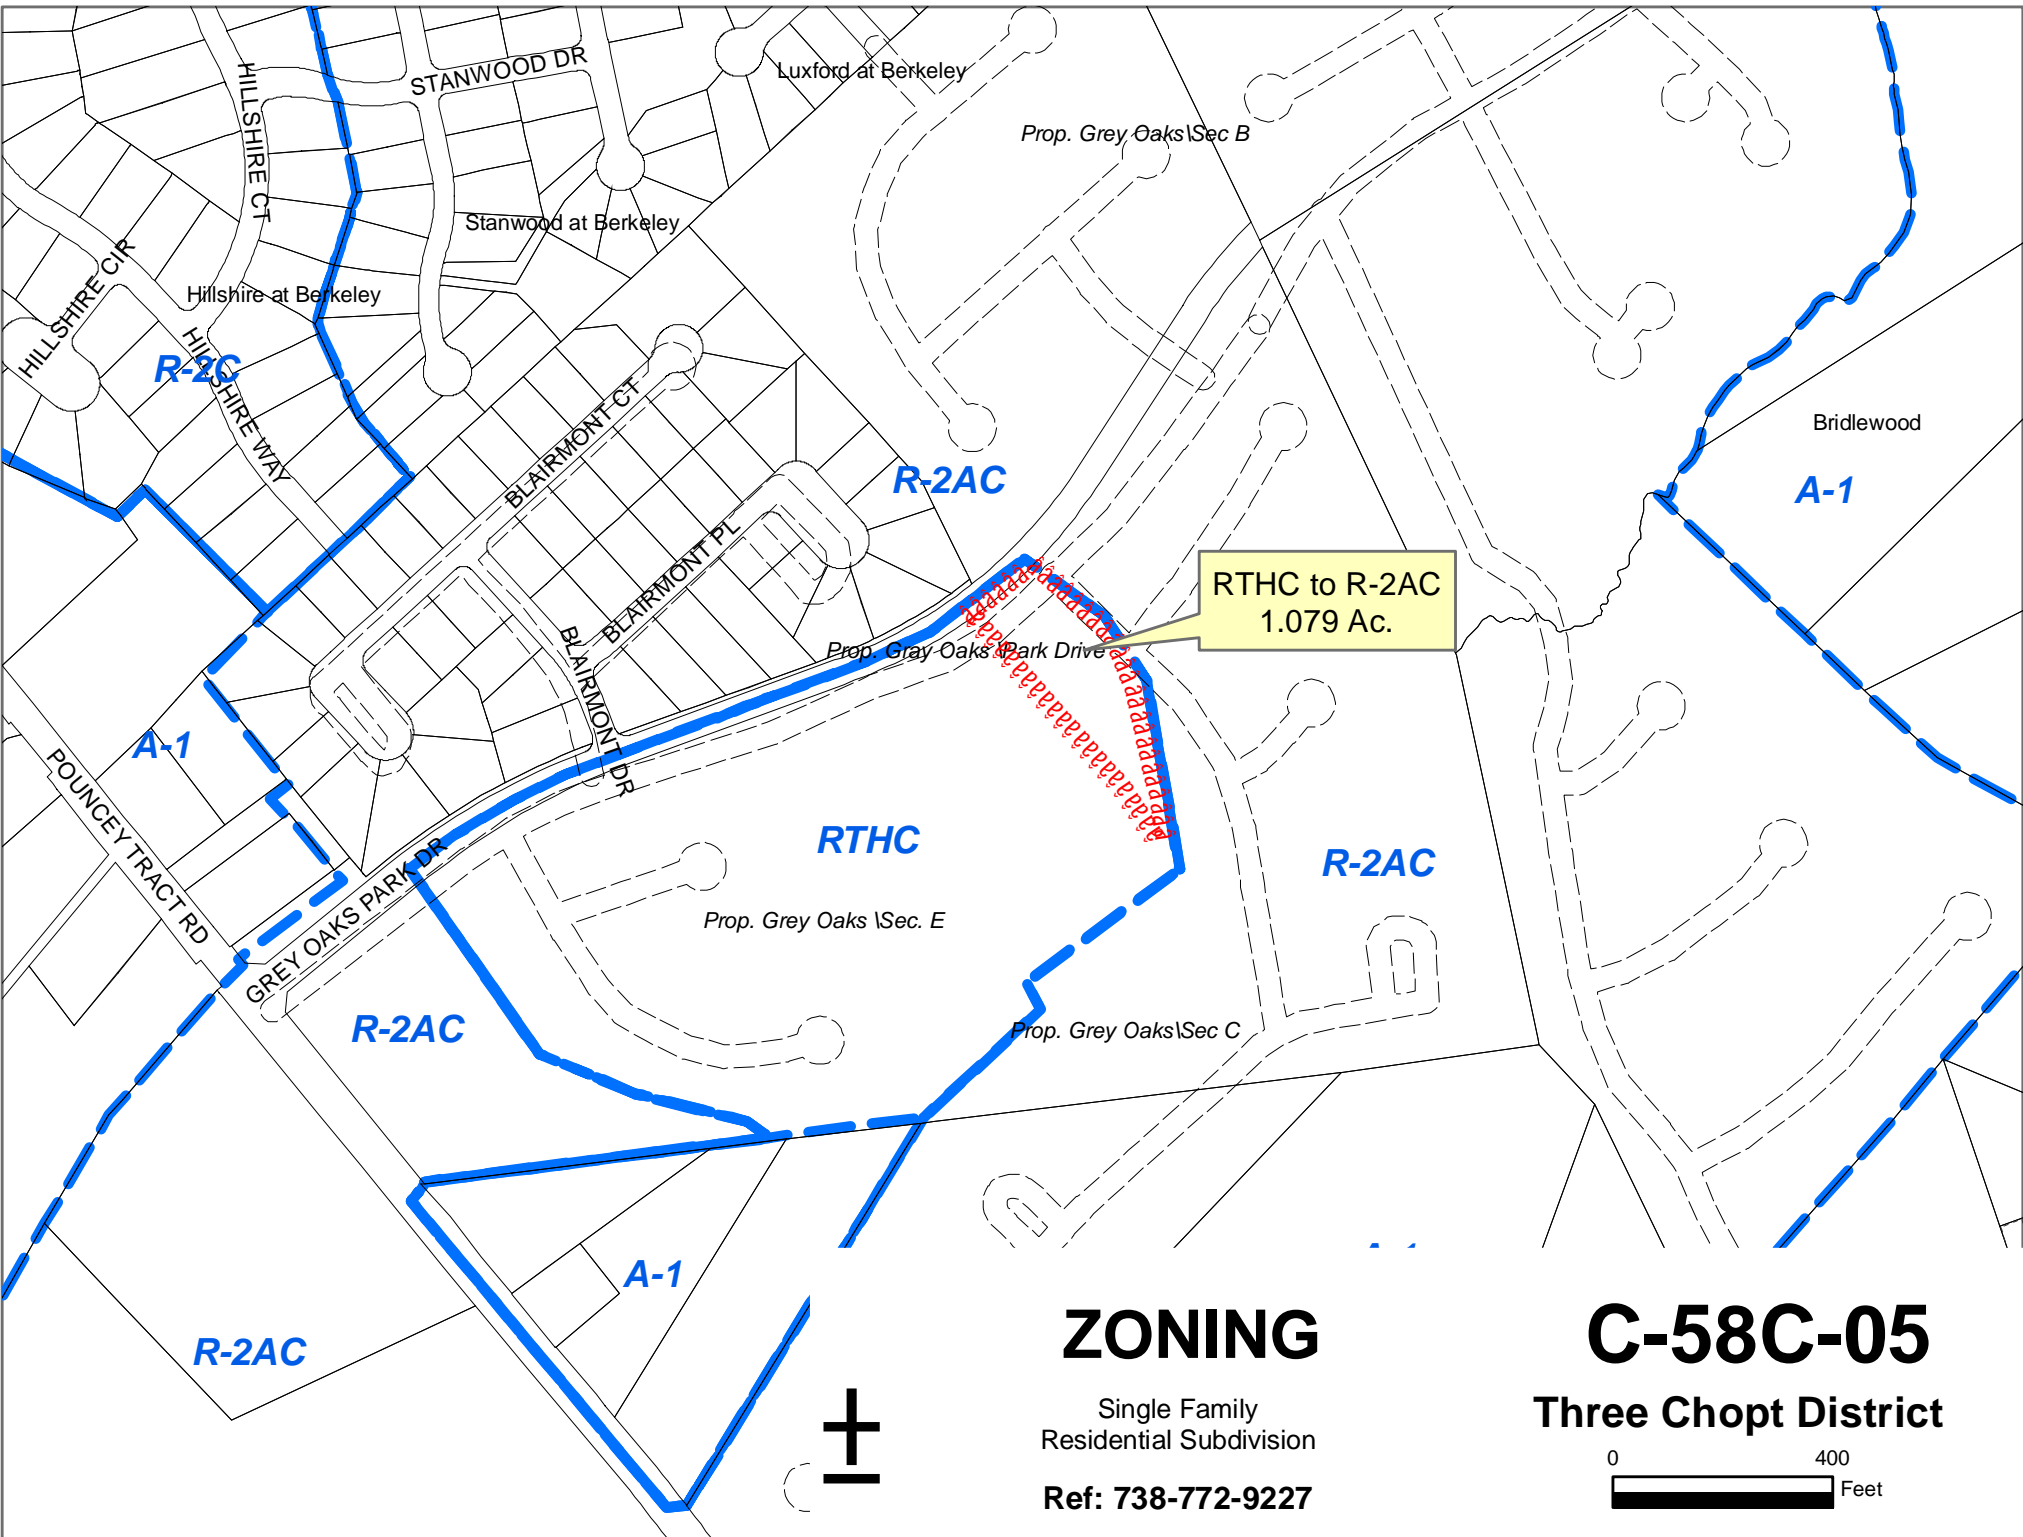 STANWOOD DR
Luxford at Berkeley
HILLSHIRE CT
Prop. Grey Oaks\Sec B
Stanwood at Berkeley
HILLSHIRE CIR
Hillshire at Berkeley
R-2C
HILLSHIRE WAY
BLAIRMONT CT
Bridlewood
R-2AC
A-1
BLAIRMONT PL
RTHC to R-2AC
1.079 Ac.
BLAIRMONT DR
Prop. Gray Oaks \Park Drive
A-1
POUNCEY TRACT RD
RTHC
R-2AC
GREY OAKS PARK DR
Prop. Grey Oaks \Sec. E
R-2AC
Prop. Grey Oaks\Sec C
A-1
A-1
R-2AC
±
ZONING
Single Family
Residential Subdivision
Ref: 738-772-9227
C-58C-05
Three Chopt District
0 400
Feet